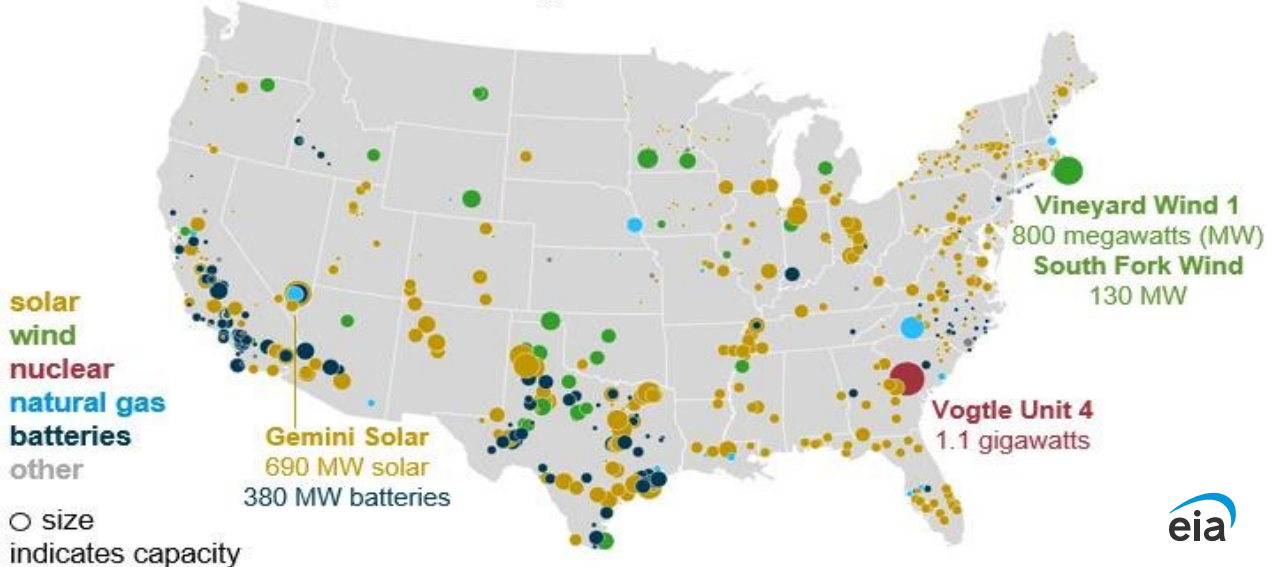 Vineyard Wind 1
800 megawatts (MW)
South Fork Wind
130 MW
solar
wind
nuclear
natural gas
batteries
other
size
indicates capacity
Gemini Solar
690 MW solar
380 MW batteries
Vogtle Unit 4
1.1 gigawatts
eia